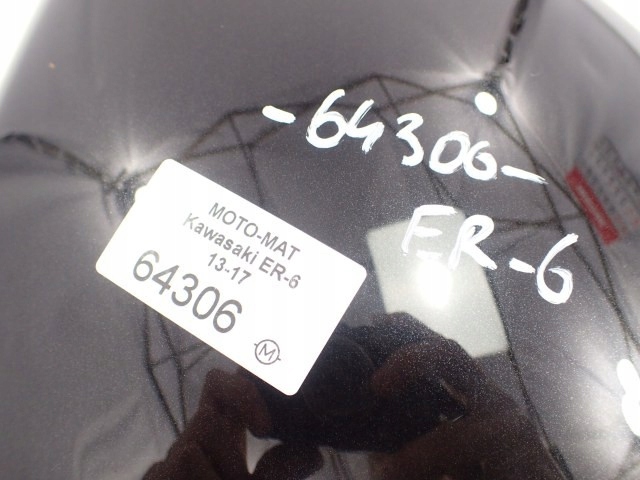 -64306-
ER-6
MOTO-MAT
Kawasaki ER-6
13-17
64306
M